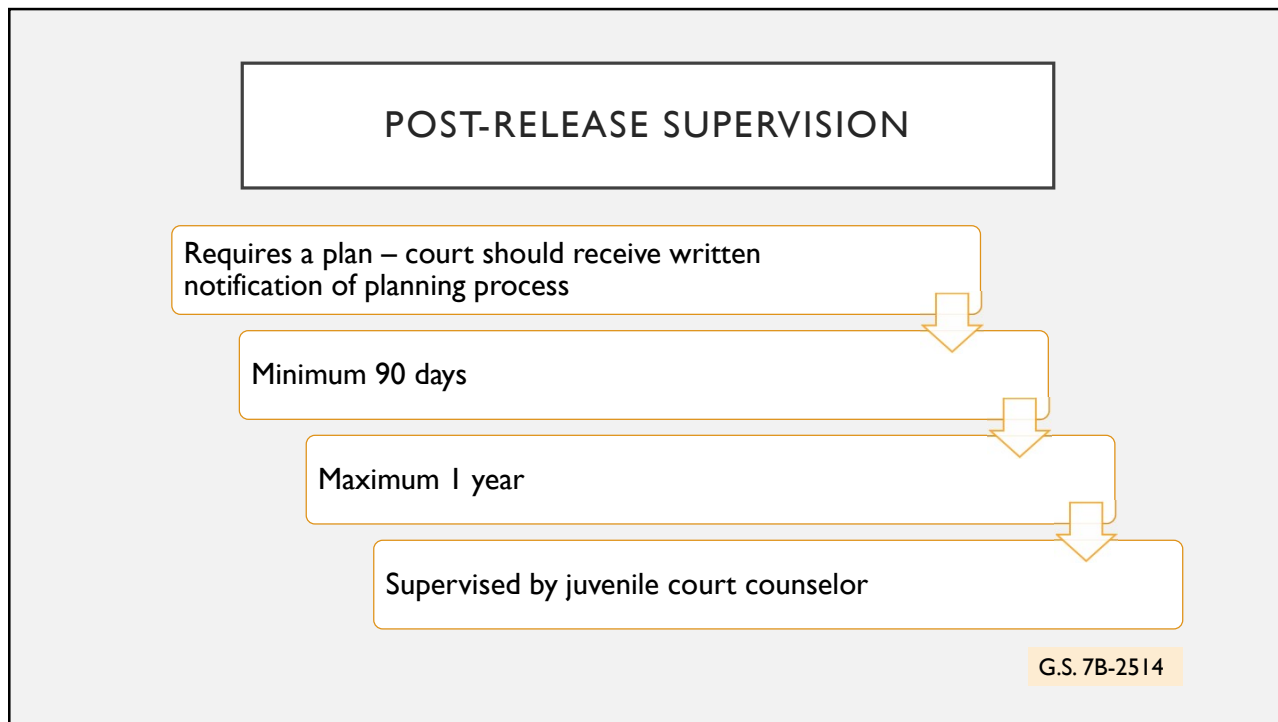 POST-RELEASE SUPERVISION
Requires a plan – court should receive written
notification of planning process
Minimum 90 days
Maximum 1 year
Supervised by juvenile court counselor
G.S. 7B-2514